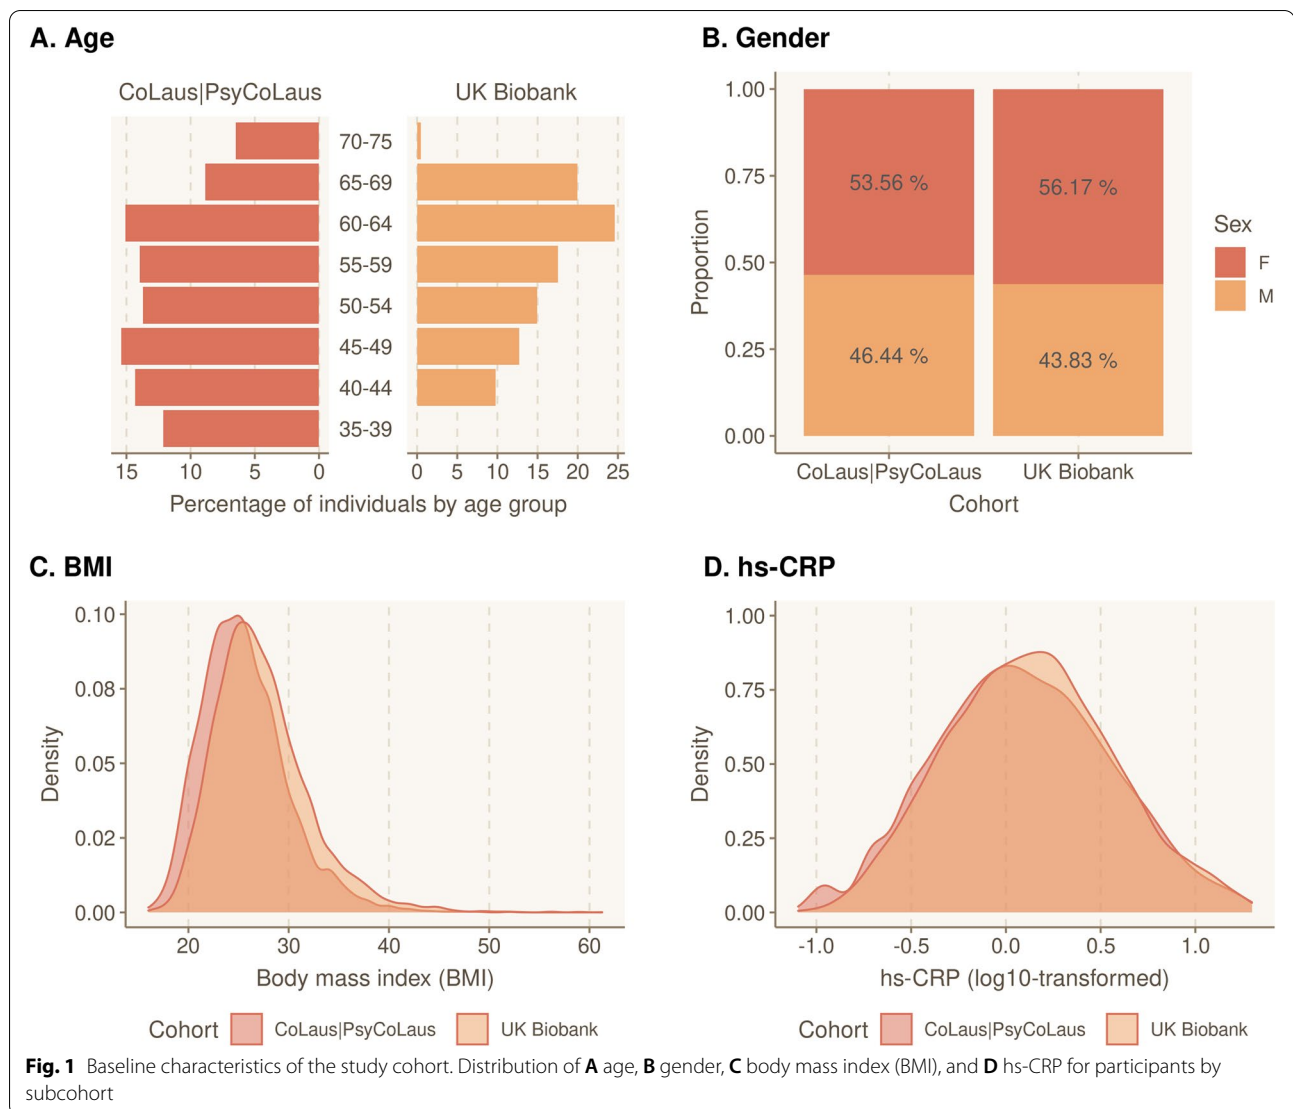 A. Age
CoLaus|PsyCoLaus
UK Biobank
70-75
65-69
60-64
55-59
50-54
45-49
40-44
35-39
15 10 5 0
0 5 10 15 20 25
Percentage of individuals by age group
B. Gender
1.00
0.75
0.50
0.25
0.00
Proportion
53.56 %
56.17 %
46.44 %
43.83 %
CoLaus|PsyCoLaus
UK Biobank
Cohort
Sex
F
M
C. BMI
0.10
0.08
0.05
0.02
0.00
Density
20 30 40 50 60
Body mass index (BMI)
Cohort CoLaus|PsyCoLaus UK Biobank
D. hs-CRP
1.00
0.75
0.50
0.25
0.00
Density
-1.0 -0.5 0.0 0.5 1.0
hs-CRP (log10-transformed)
Cohort CoLaus|PsyCoLaus UK Biobank
Fig. 1 Baseline characteristics of the study cohort. Distribution of A age, B gender, C body mass index (BMI), and D hs-CRP for participants by
subcohort